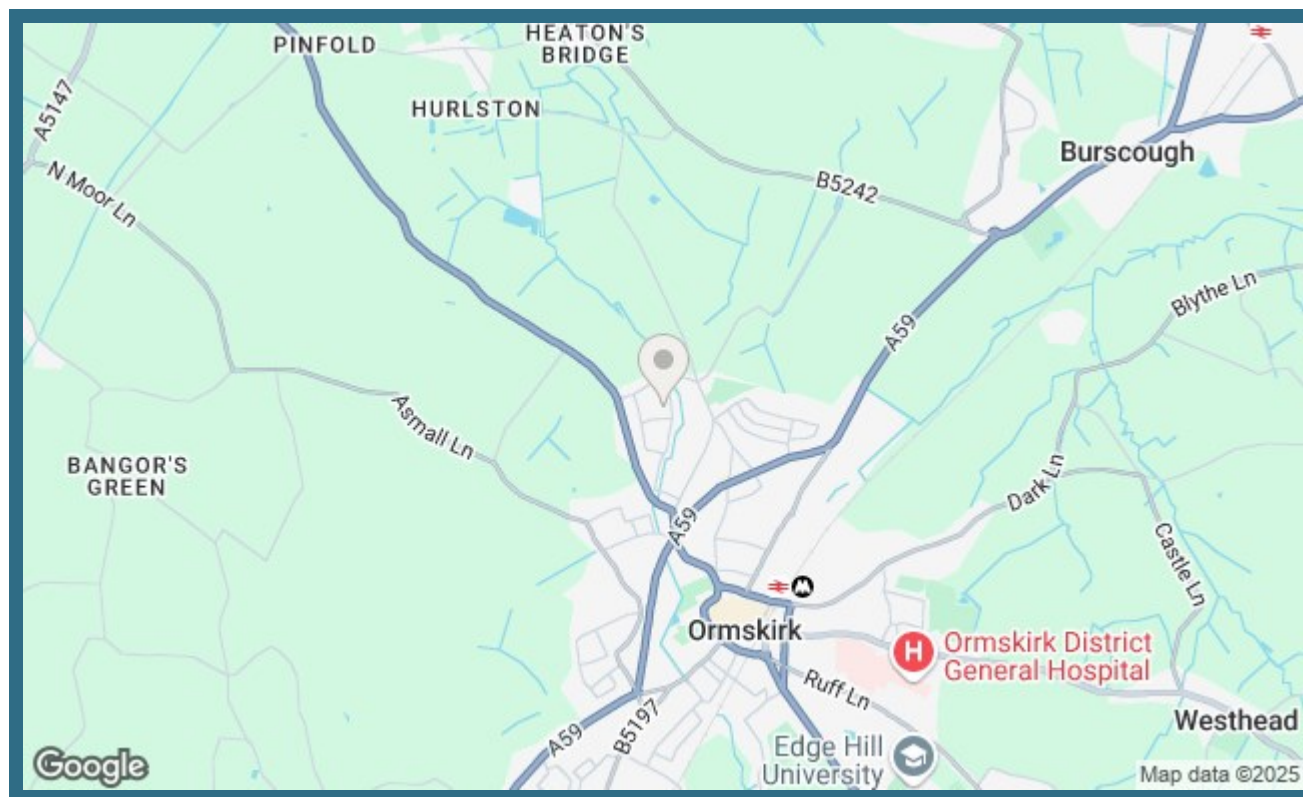 PINFOLD
HEATON'S
BRIDGE
HURLSTON
A5147
N Moor Ln
Burscough
B5242
Blythe Ln
A59
Asmall Ln
BANGOR'S
GREEN
Dark Ln
A59
Castle Ln
Ormskirk
H
Ormskirk District
General Hospital
Ruff Ln
Westhead
B5197
A59
Edge Hill
University
Google
Map data ©2025